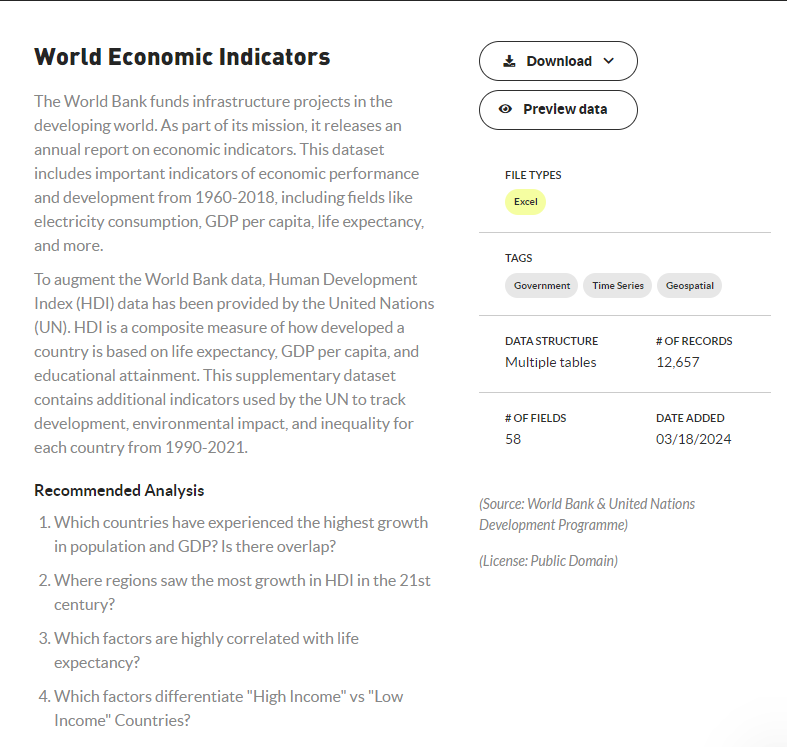 World Economic Indicators
The World Bank funds infrastructure projects in the
developing world. As part of its mission, it releases an
annual report on economic indicators. This dataset
includes important indicators of economic performance
and development from 1960-2018, including fields like
electricity consumption, GDP per capita, life expectancy,
and more.
To augment the World Bank data, Human Development
Index (HDI) data has been provided by the United Nations
(UN). HDI is a composite measure of how developed a
country is based on life expectancy, GDP per capita, and
educational attainment. This supplementary dataset
contains additional indicators used by the UN to track
development, environmental impact, and inequality for
each country from 1990-2021.
Recommended Analysis
1. Which countries have experienced the highest growth
in population and GDP? Is there overlap?
2. Where regions saw the most growth in HDI in the 21st
century?
3. Which factors are highly correlated with life
expectancy?
4. Which factors differentiate "High Income" vs "Low
Income" Countries?
Download
Preview data
FILE TYPES
Excel
TAGS
Government Time Series Geospatial
DATA STRUCTURE # OF RECORDS
Multiple tables 12,657
# OF FIELDS DATE ADDED
58 03/18/2024
(Source: World Bank & United Nations
Development Programme)
(License: Public Domain)